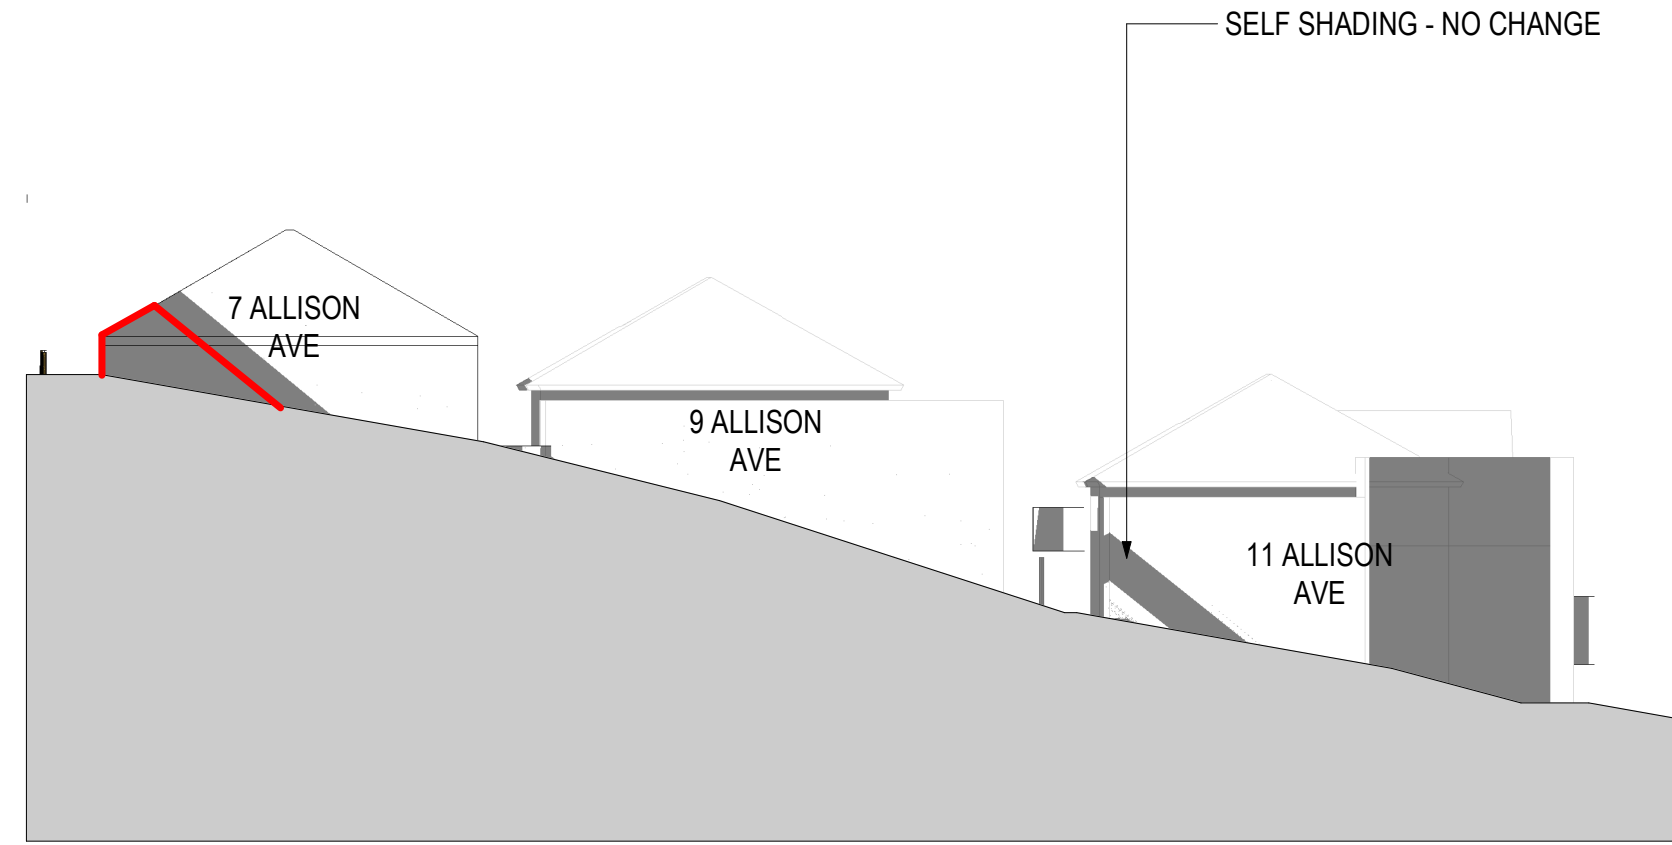 SELF SHADING - NO CHANGE
7 ALLISON
AVE
9 ALLISON
AVE
11 ALLISON
AVE